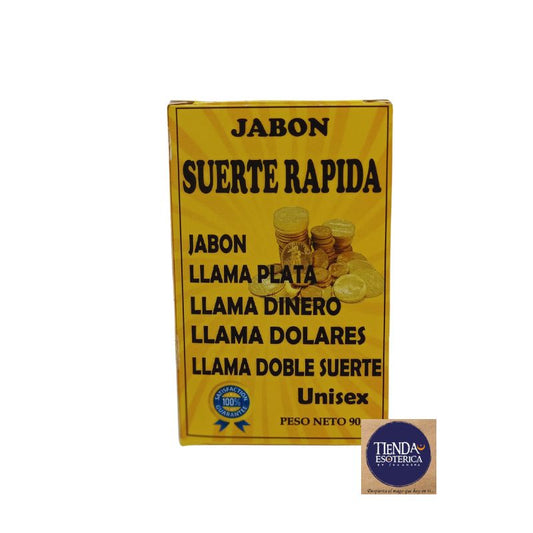 JABON
SUERTE RAPIDA
JABON
LLAMA PLATA
LLAMA DINERO
LLAMA DOLARES
LLAMA DOBLE SUERTE
Unisex
SATISFACTION
100%
GUARANTEE
PESO NETO 90
TIENDA
ESOTERICA